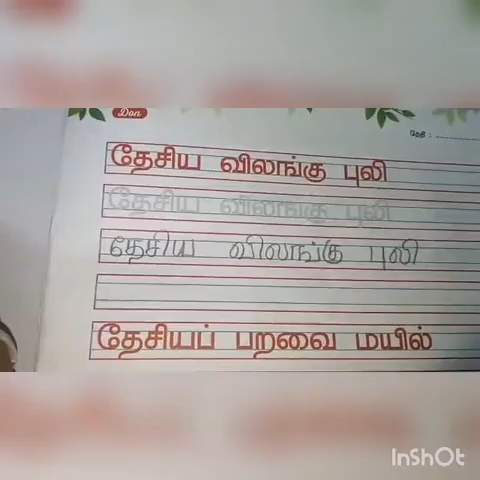 Don
தேதி :
தேசிய விலங்கு புலி
தேசிய விலங்கு புலி
தேசிய விலங்கு புலி
தேசியப் பறவை மயில்
InShOt